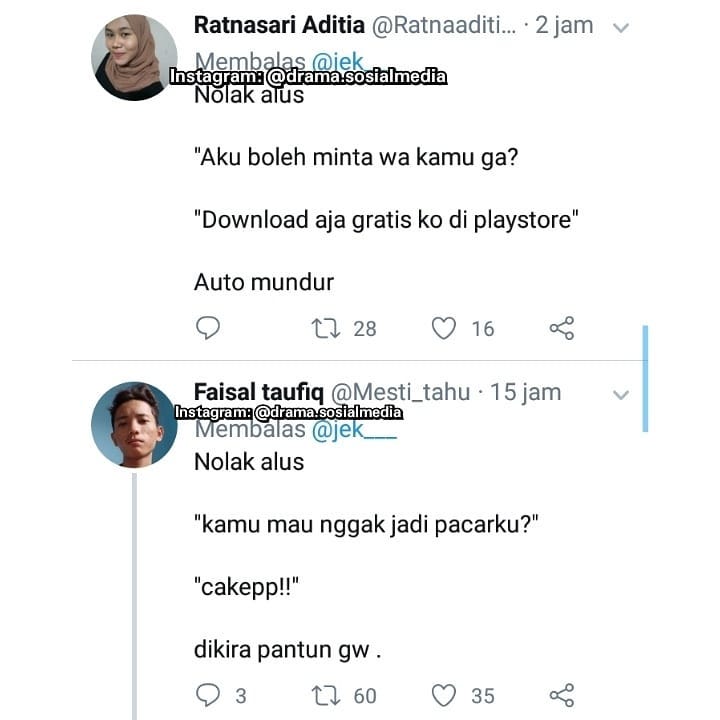 Ratnasari Aditia @Ratnaaditi... · 2 jam
Membalas @jek
Instagram: @drama.sosialmedia
Nolak alus
"Aku boleh minta wa kamu ga?
"Download aja gratis ko di playstore"
Auto mundur
28 16
Faisal taufiq @Mesti_tahu · 15 jam
Instagram: @drama.sosialmedia
Membalas @jek___
Nolak alus
"kamu mau nggak jadi pacarku?"
"cakepp!!"
dikira pantun gw .
3 60 35